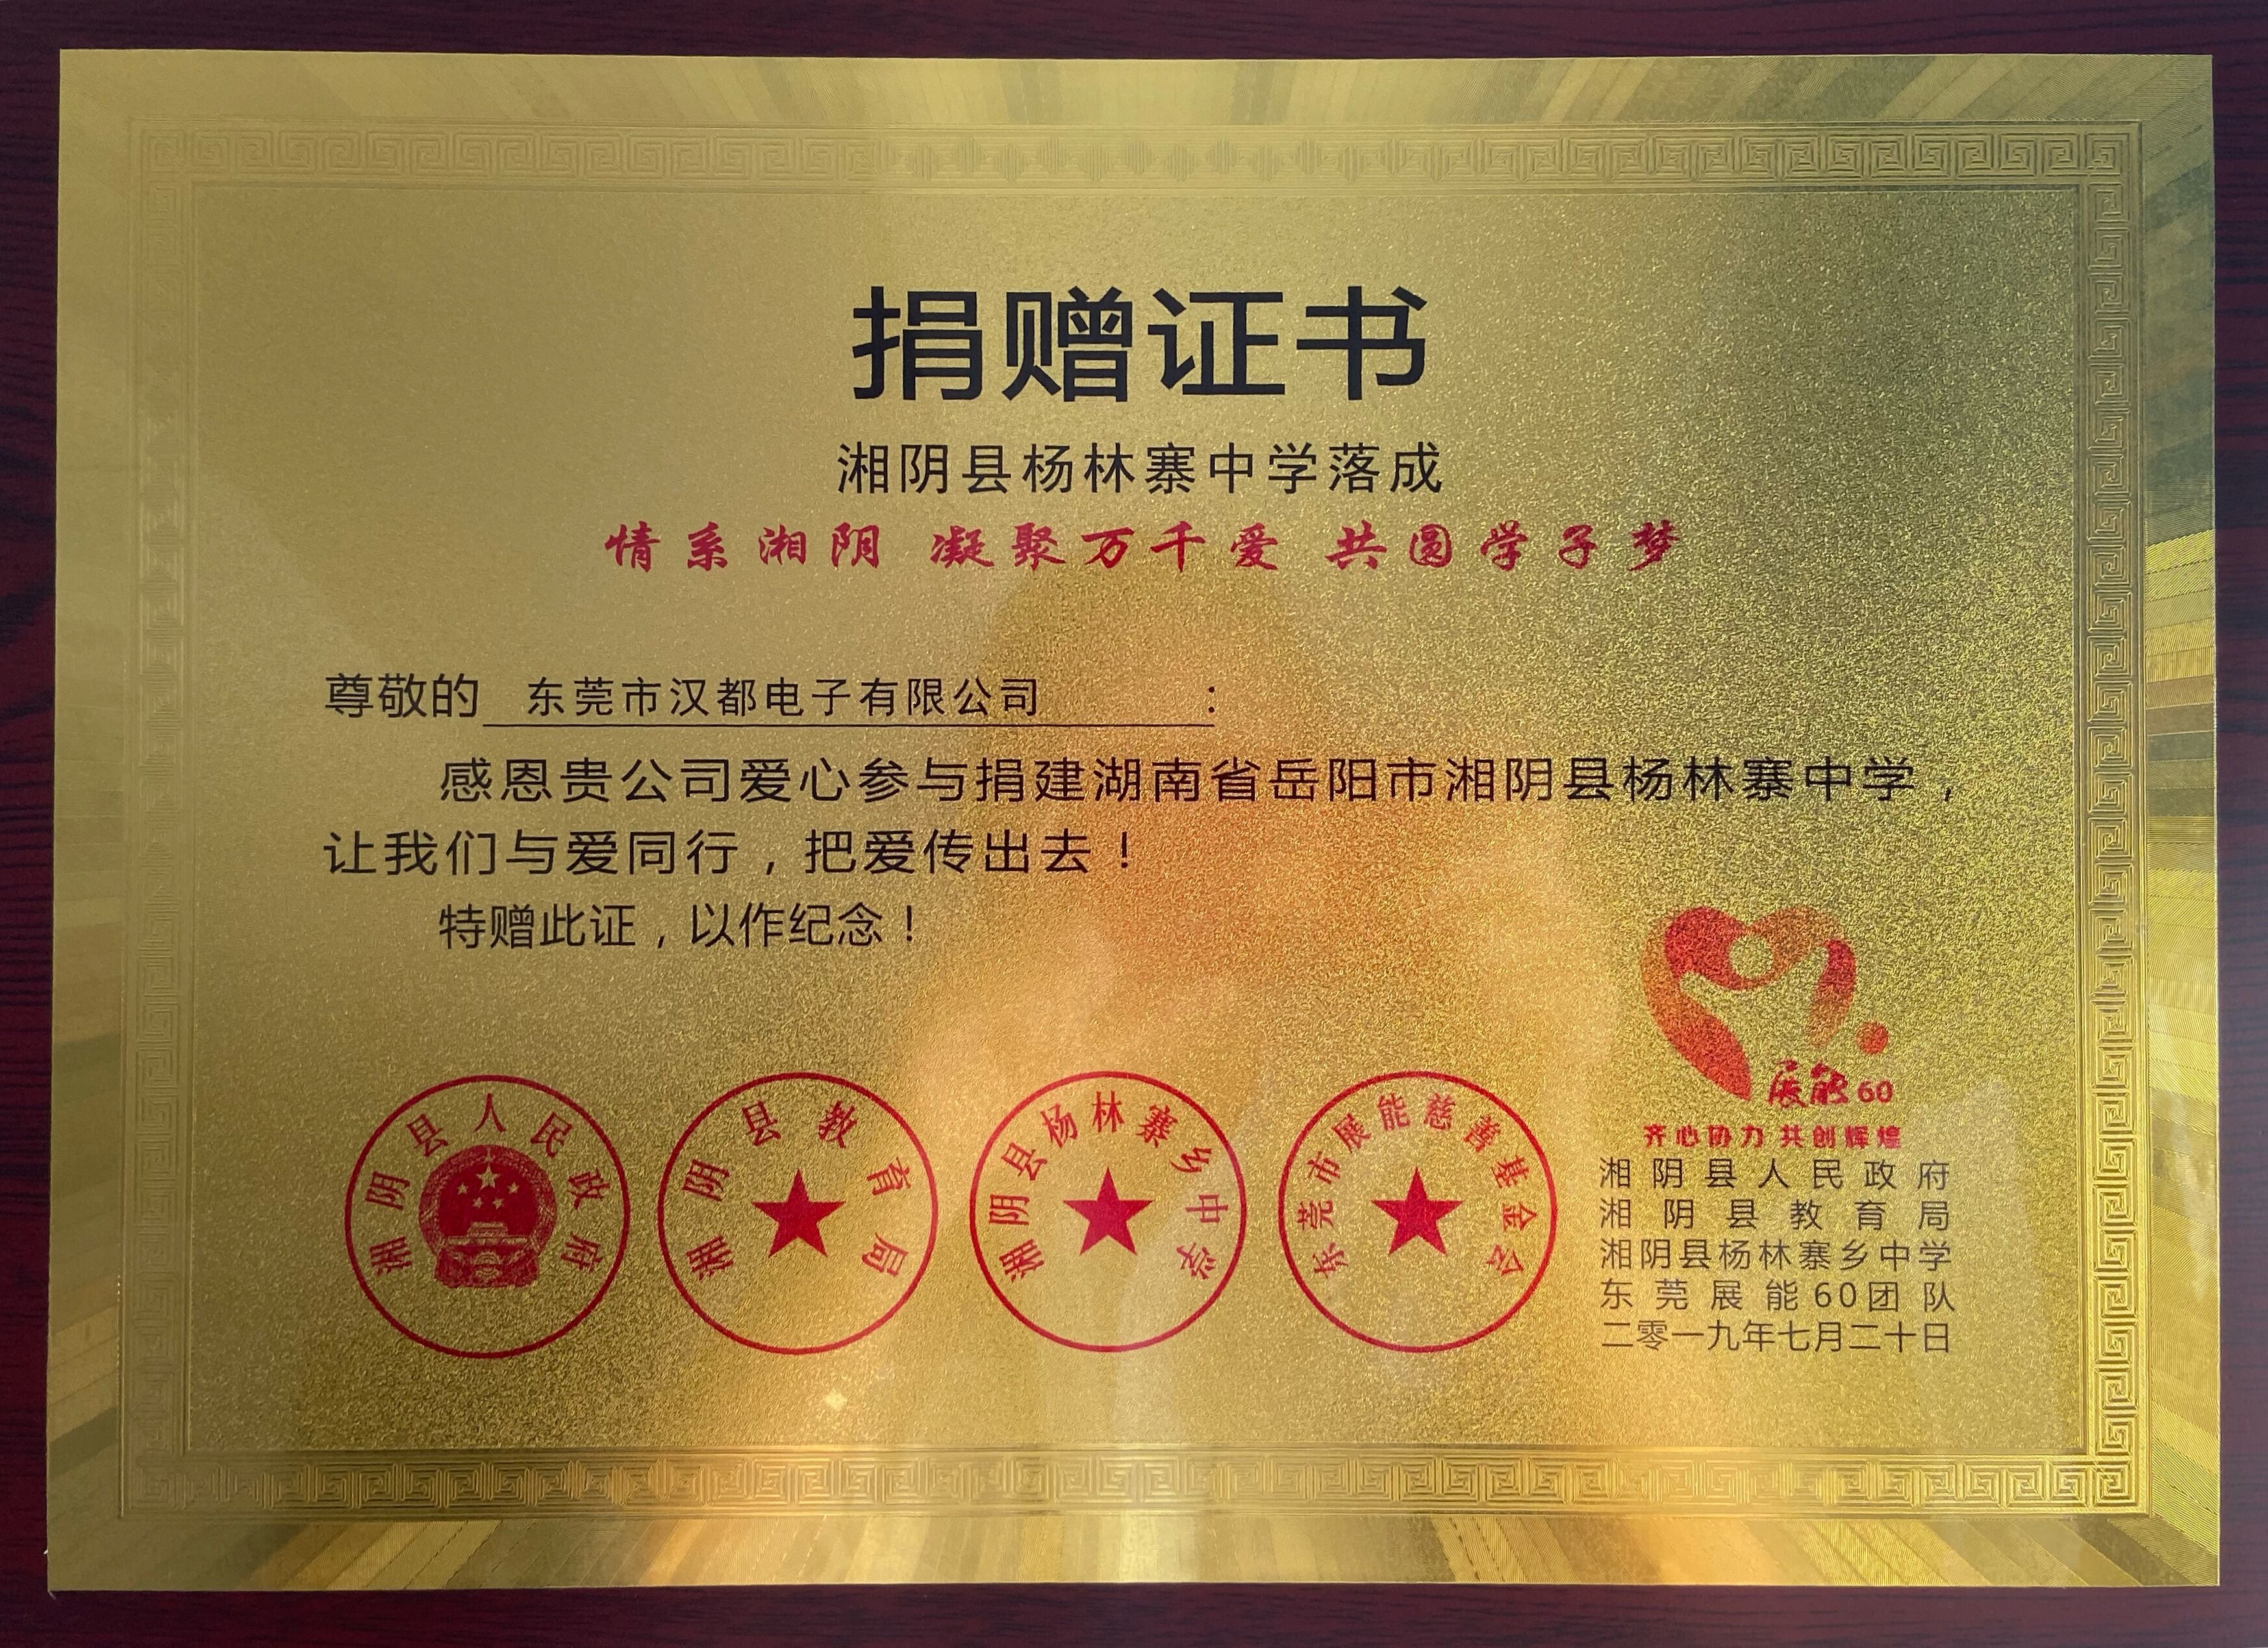 捐赠证书
湘阴县杨林寨中学落成
情系湘阴 凝聚万千爱 共圆学子梦
尊敬的 东莞市汉都电子有限公司 :
感恩贵公司爱心参与捐建湖南省岳阳市湘阴县杨林寨中学，
让我们与爱同行，把爱传出去！
特赠此证，以作纪念！
湘阴县人民政府
湘阴县教育局
湘阴县杨林寨乡中学
东莞市展能慈善基金会
展能60
齐心协力 共创辉煌
湘阴县人民政府
湘阴县教育局
湘阴县杨林寨乡中学
东莞展能60团队
二零一九年七月二十日